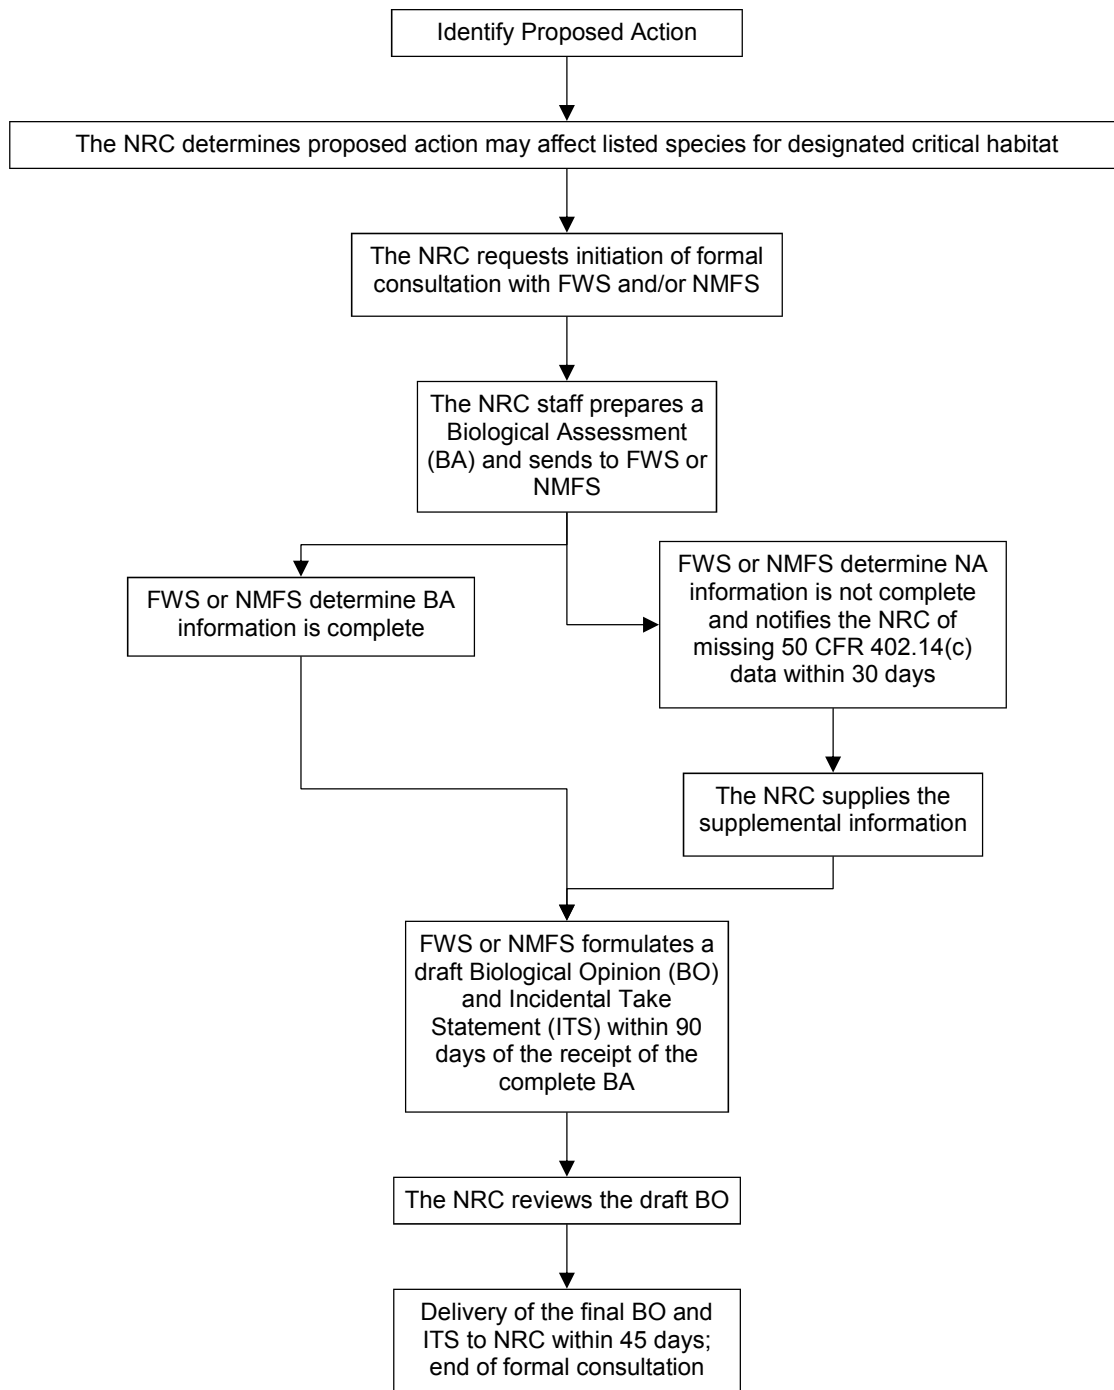 Identify Proposed Action
The NRC determines proposed action may affect listed species for designated critical habitat
The NRC requests initiation of formal
consultation with FWS and/or NMFS
The NRC staff prepares a
Biological Assessment
(BA) and sends to FWS or
NMFS
FWS or NMFS determine BA
information is complete
FWS or NMFS determine NA
information is not complete
and notifies the NRC of
missing 50 CFR 402.14(c)
data within 30 days
The NRC supplies the
supplemental information
FWS or NMFS formulates a
draft Biological Opinion (BO)
and Incidental Take
Statement (ITS) within 90
days of the receipt of the
complete BA
The NRC reviews the draft BO
Delivery of the final BO and
ITS to NRC within 45 days;
end of formal consultation